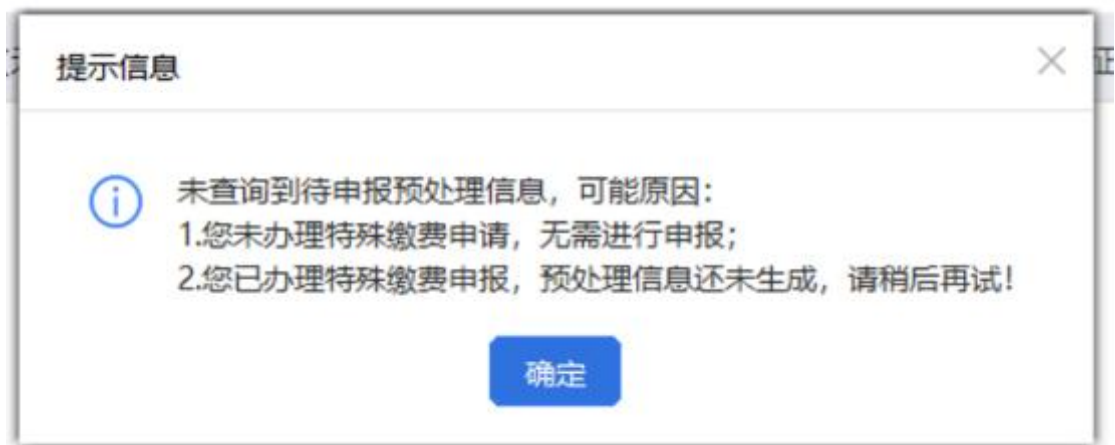 提示信息
未查询到待申报预处理信息，可能原因：
1.您未办理特殊缴费申请，无需进行申报；
2.您已办理特殊缴费申报，预处理信息还未生成，请稍后再试！
确定